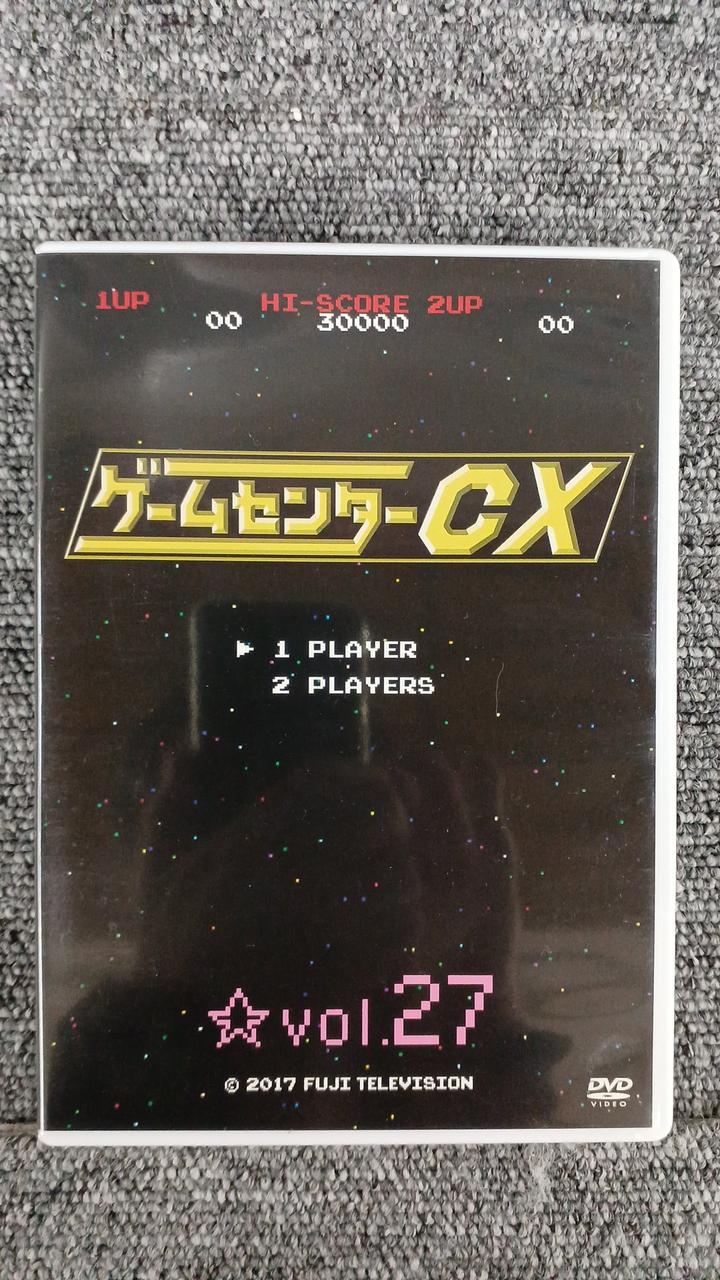 1UP HI-SCORE 2UP
00 30000 00
ゲームセンターCX
▶ 1 PLAYER
2 PLAYERS
☆vol.27
© 2017 FUJI TELEVISION
DVD
VIDEO